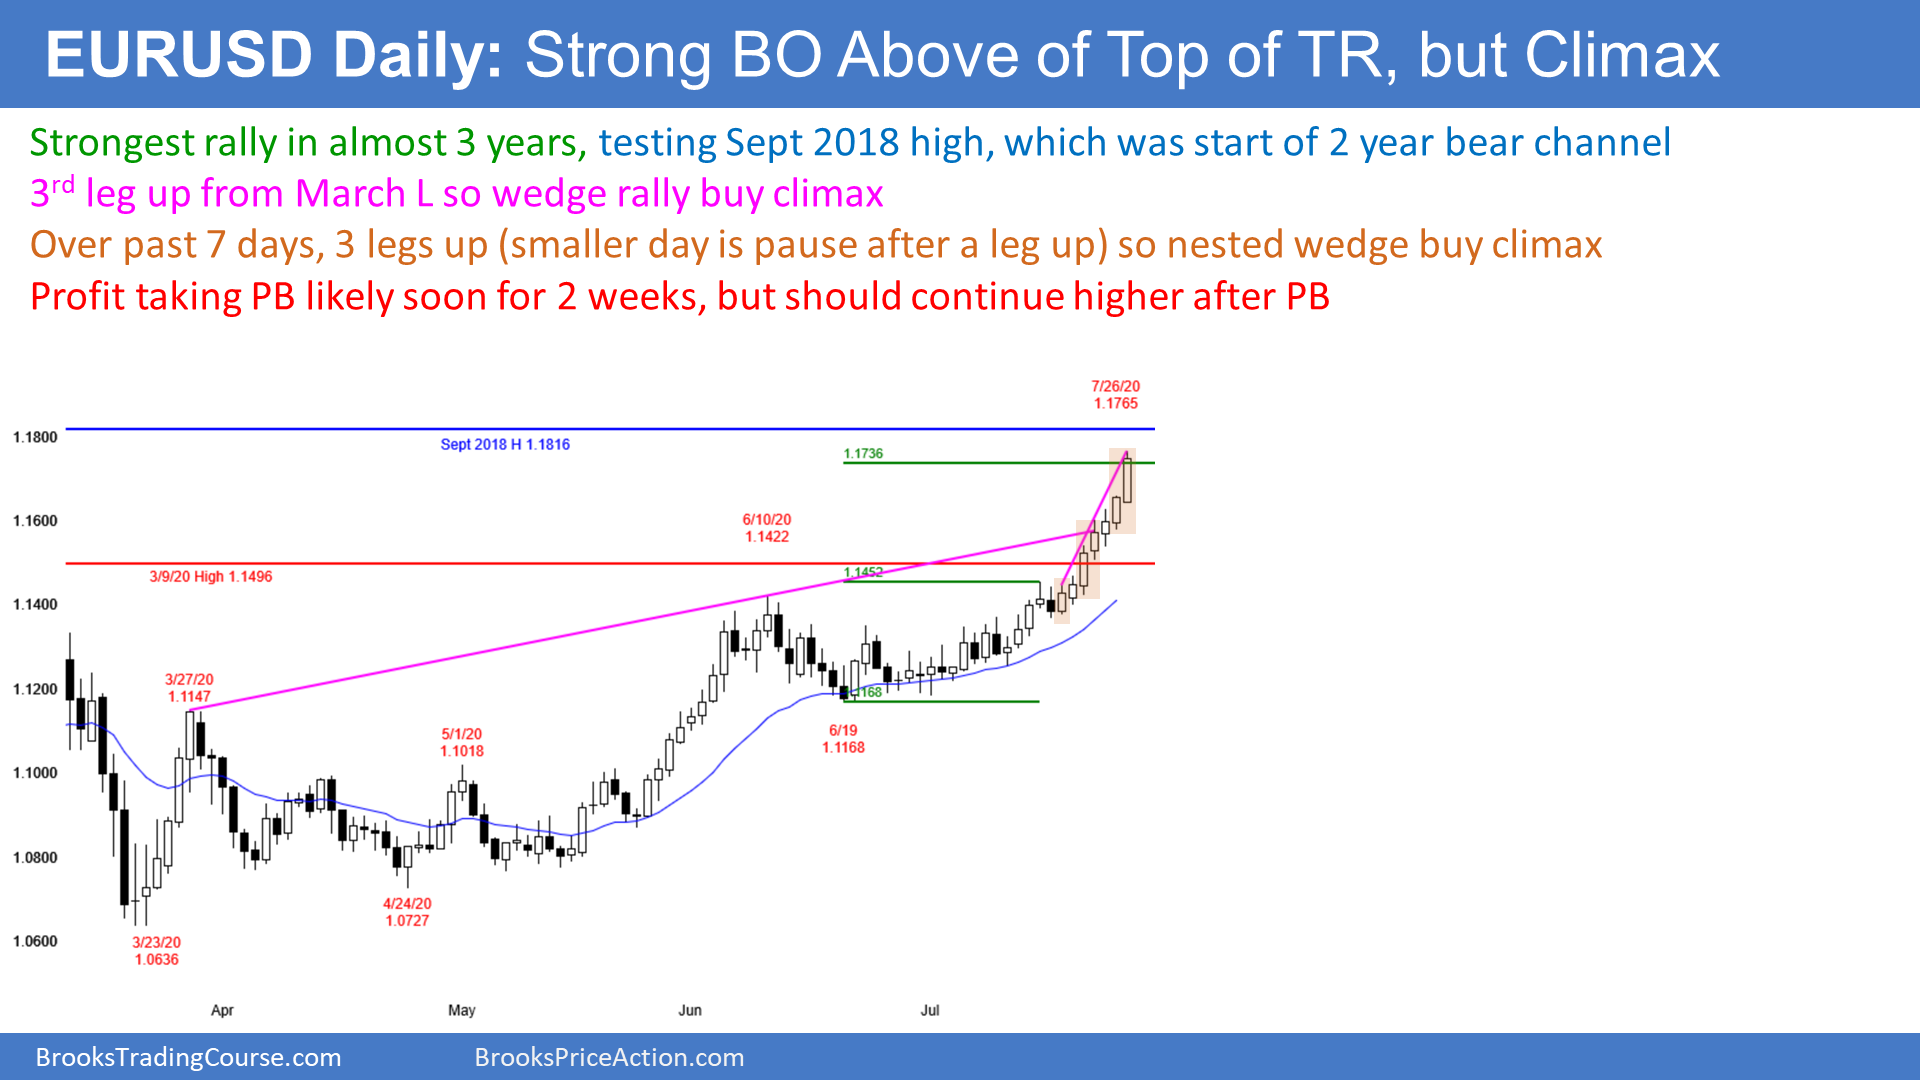 EURUSD Daily: Strong BO Above of Top of TR, but Climax
Strongest rally in almost 3 years, testing Sept 2018 high, which was start of 2 year bear channel
3rd leg up from March L so wedge rally buy climax
Over past 7 days, 3 legs up (smaller day is pause after a leg up) so nested wedge buy climax
Profit taking PB likely soon for 2 weeks, but should continue higher after PB
7/26/20
1.1765
1.1800
Sept 2018 H 1.1816
1.1736
1.1600
6/10/20
1.1422
3/9/20 High 1.1496
1.1452
1.1400
1.1200
3/27/20
1.1147
1.1168
6/19
1.1168
5/1/20
1.1018
1.1000
1.0800
4/24/20
1.0727
1.0600
3/23/20
1.0636
Apr
May
Jun
Jul
BrooksTradingCourse.com
BrooksPriceAction.com